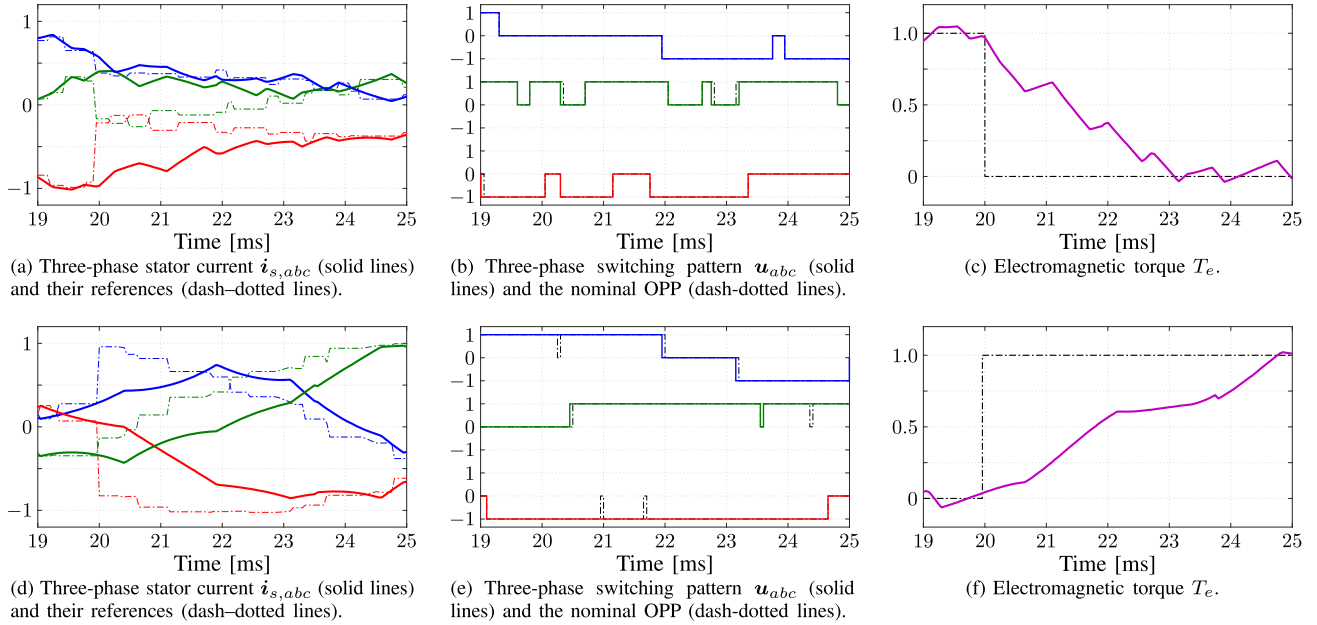 1
0
−1
19 20 21 22 23 24 25
Time [ms]
(a) Three-phase stator current i_{s,abc} (solid lines)
and their references (dash–dotted lines).
1
0
−1
1
0
1
0
−1
19 20 21 22 23 24 25
Time [ms]
(b) Three-phase switching pattern u_{abc} (solid
lines) and the nominal OPP (dash-dotted lines).
1.0
0.5
0
19 20 21 22 23 24 25
Time [ms]
(c) Electromagnetic torque T_e.
1
0
−1
19 20 21 22 23 24 25
Time [ms]
(d) Three-phase stator current i_{s,abc} (solid lines)
and their references (dash–dotted lines).
1
0
−1
1
0
1
0
−1
19 20 21 22 23 24 25
Time [ms]
(e) Three-phase switching pattern u_{abc} (solid
lines) and the nominal OPP (dash-dotted lines).
1.0
0.5
0
19 20 21 22 23 24 25
Time [ms]
(f) Electromagnetic torque T_e.